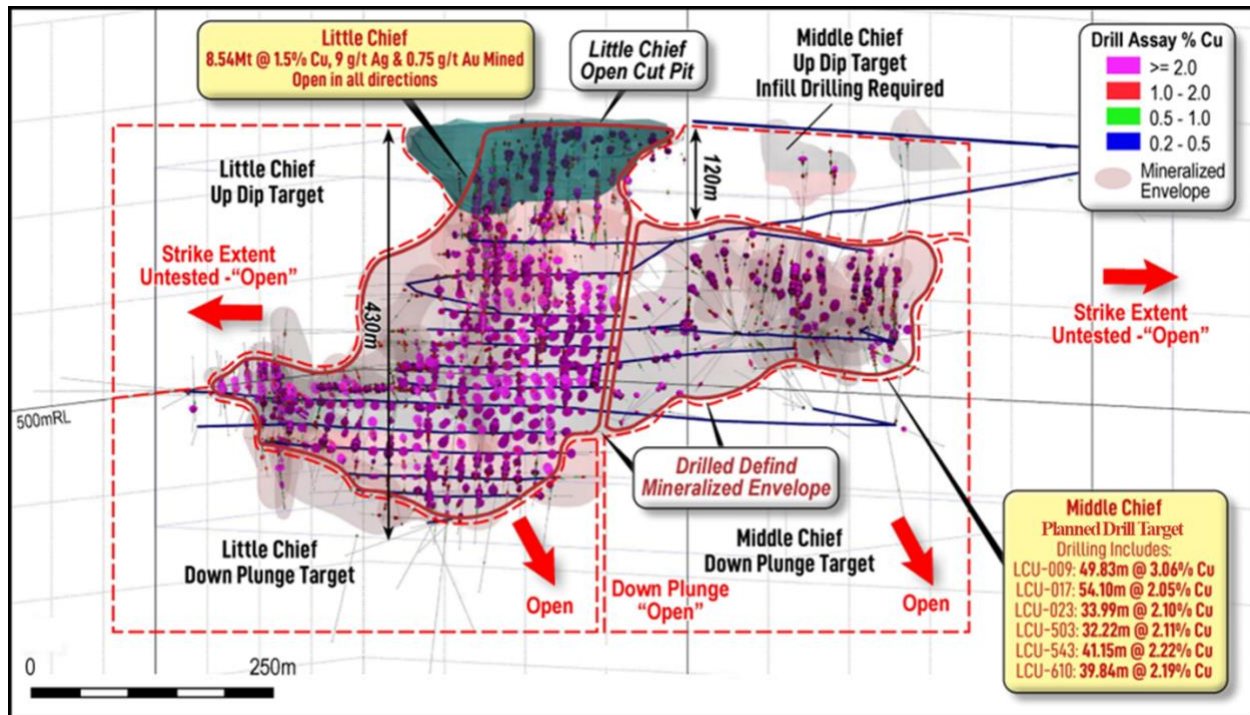 Little Chief
8.54Mt @ 1.5% Cu, 9 g/t Ag & 0.75 g/t Au Mined
Open in all directions
Little Chief
Open Cut Pit
Middle Chief
Up Dip Target
Infill Drilling Required
Drill Assay % Cu
>= 2.0
1.0 - 2.0
0.5 - 1.0
0.2 - 0.5
Mineralized
Envelope
Little Chief
Up Dip Target
120m
Strike Extent
Untested -“Open”
430m
Strike Extent
Untested -“Open”
500mRL
Drilled Defind
Mineralized Envelope
Little Chief
Down Plunge Target
Open
Down Plunge
“Open”
Middle Chief
Down Plunge Target
Open
Middle Chief
Planned Drill Target
Drilling Includes:
LCU-009: 49.83m @ 3.06% Cu
LCU-017: 54.10m @ 2.05% Cu
LCU-023: 33.99m @ 2.10% Cu
LCU-503: 32.22m @ 2.11% Cu
LCU-543: 41.15m @ 2.22% Cu
LCU-610: 39.84m @ 2.19% Cu
0
250m